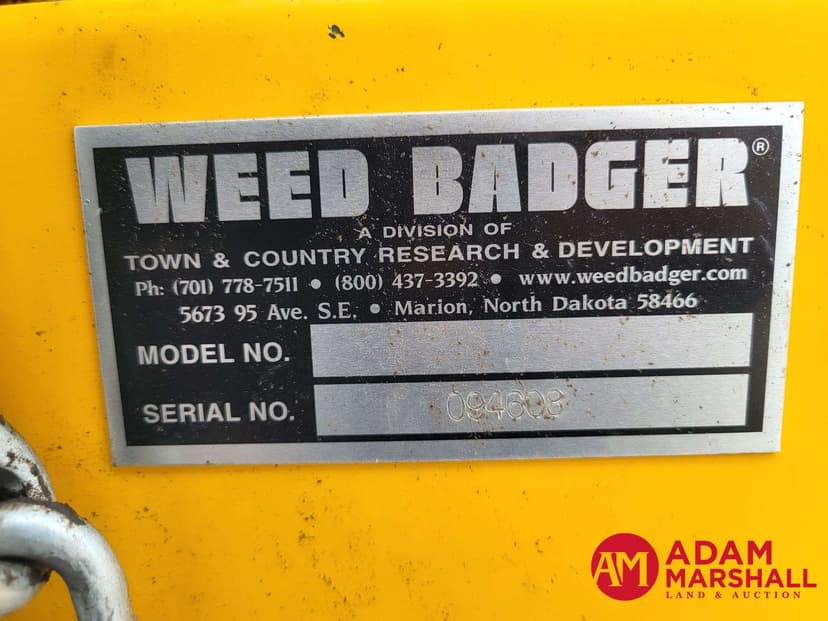 WEED BADGER®
A DIVISION OF
TOWN & COUNTRY RESEARCH & DEVELOPMENT
Ph: (701) 778-7511 • (800) 437-3392 • www.weedbadger.com
5673 95 Ave. S.E. • Marion, North Dakota 58466
MODEL NO.
SERIAL NO. 094608
AM ADAM
MARSHALL
LAND & AUCTION